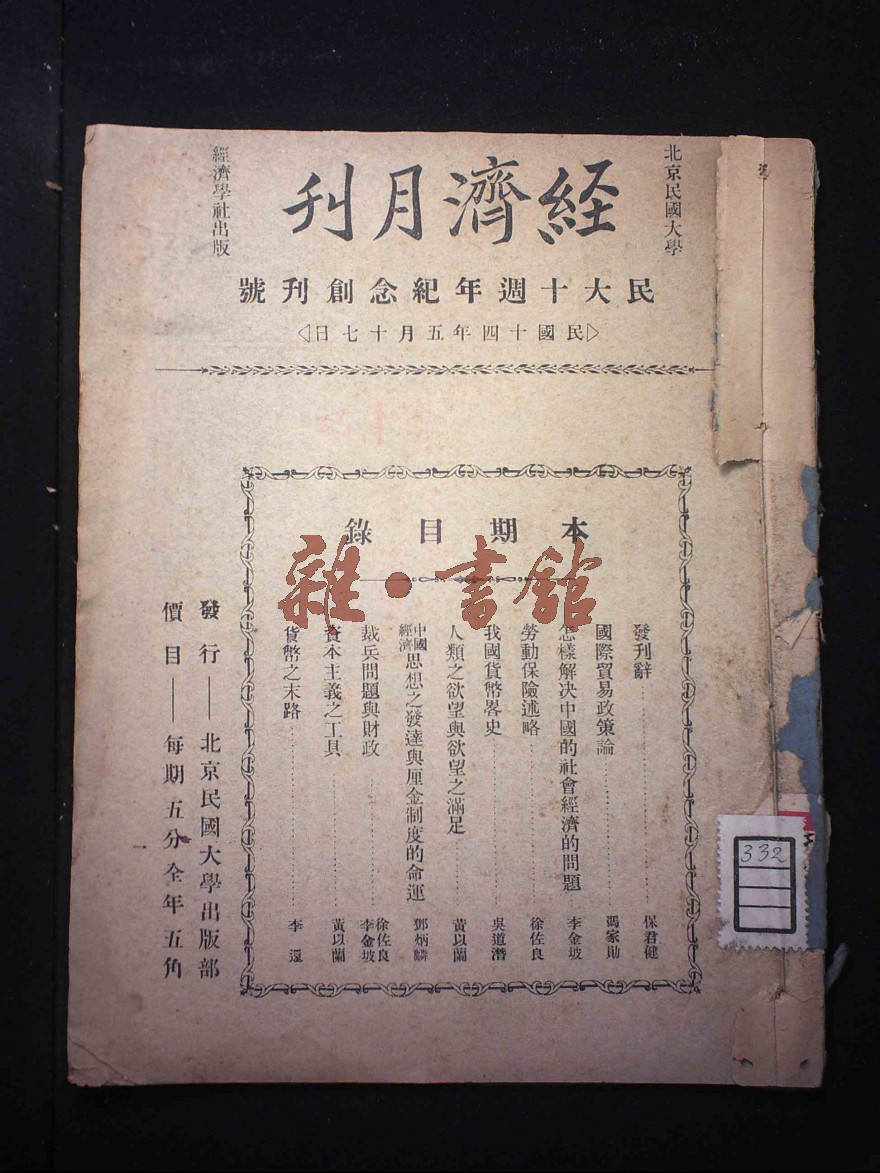 北京民國大學
經濟月刊
經濟學社出版
民大十週年紀念創刊號
民國十四年五月十七日
本期目錄
發刊辭 保君健
國際貿易政策論 馮家勛
怎樣解决中國的社會經濟的問題 李金坡
勞動保險述略 徐佐良
我國貨幣畧史 吳道潛
人類之欲望與欲望之滿足 黃以蘭
中國經濟思想之發達與厘金制度的命運 鄧炳麟
裁兵問題與財政 徐佐良 李金坡
資本主義之工具 黃以蘭
貨幣之末路 李還
發行——北京民國大學出版部
價目——每期五分全年五角
332
雜·書館